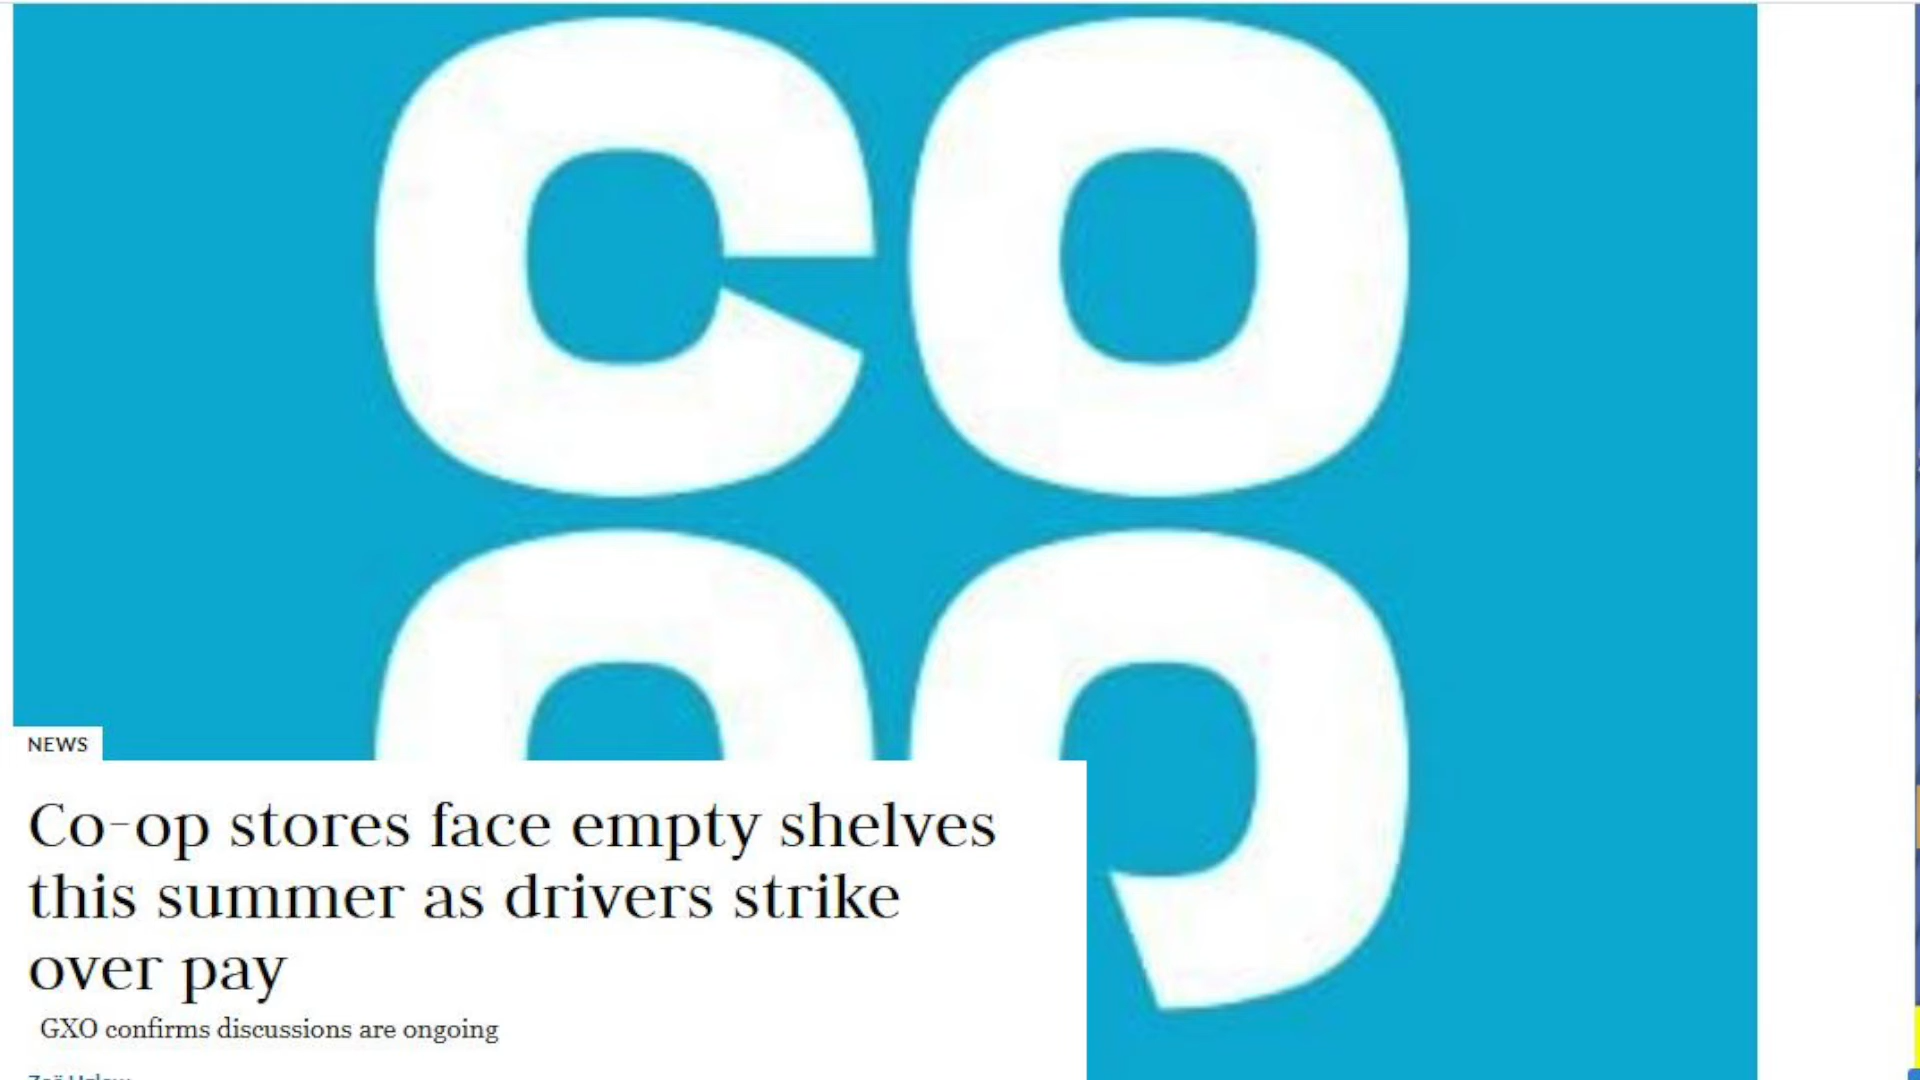 co
op
NEWS
Co-op stores face empty shelves
this summer as drivers strike
over pay
GXO confirms discussions are ongoing